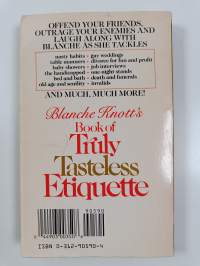 OFFEND YOUR FRIENDS,
OUTRAGE YOUR ENEMIES AND
LAUGH ALONG WITH
BLANCHE AS SHE TACKLES
nasty habits • gay weddings
table manners • divorce for fun and profit
baby showers • job interviews
the handicapped • one-night stands
bed and bath • death and funerals
old age and senility • invalids
AND MUCH, MUCH MORE!
Blanche Knott's
Book of
Truly
Tasteless
Etiquette
90590
ISBN 0-312-90590-4